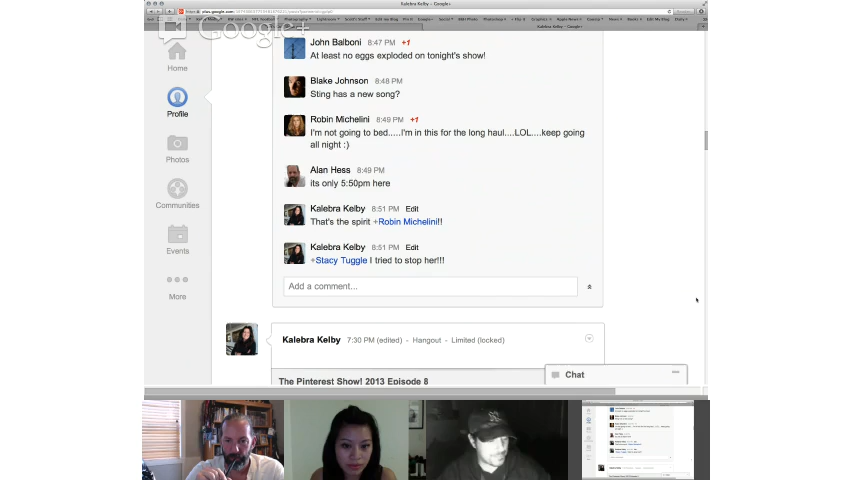 Kalebra Kelby - Google+
Google+
Home
Profile
Photos
Communities
Events
More
John Balboni 8:47 PM +1
At least no eggs exploded on tonight's show!
Blake Johnson 8:48 PM
Sting has a new song?
Robin Michelini 8:49 PM +1
I'm not going to bed.....I'm in this for the long haul....LOL....keep going
all night :)
Alan Hess 8:49 PM
its only 5:50pm here
Kalebra Kelby 8:51 PM Edit
That's the spirit +Robin Michelini!!
Kalebra Kelby 8:51 PM Edit
+Stacy Tuggle I tried to stop her!!!
Add a comment...
Kalebra Kelby 7:30 PM (edited) - Hangout - Limited (locked)
The Pinterest Show! 2013 Episode 8
Chat